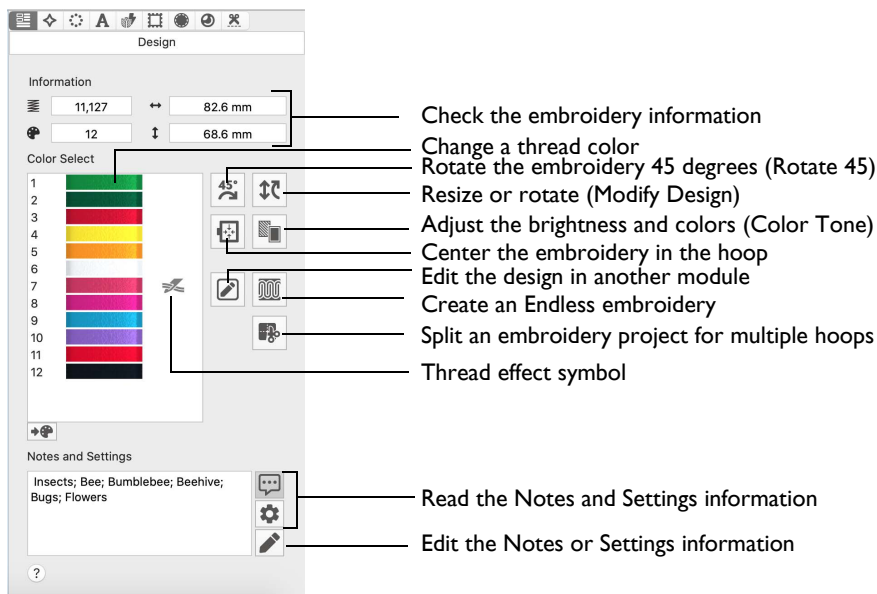 A
Design
Information
11,127
82.6 mm
12
68.6 mm
Color Select
1
2
3
4
5
6
7
8
9
10
11
12
45°
Notes and Settings
Insects; Bee; Bumblebee; Beehive;
Bugs; Flowers
?
Check the embroidery information
Change a thread color
Rotate the embroidery 45 degrees (Rotate 45)
Resize or rotate (Modify Design)
Adjust the brightness and colors (Color Tone)
Center the embroidery in the hoop
Edit the design in another module
Create an Endless embroidery
Split an embroidery project for multiple hoops
Thread effect symbol
Read the Notes and Settings information
Edit the Notes or Settings information